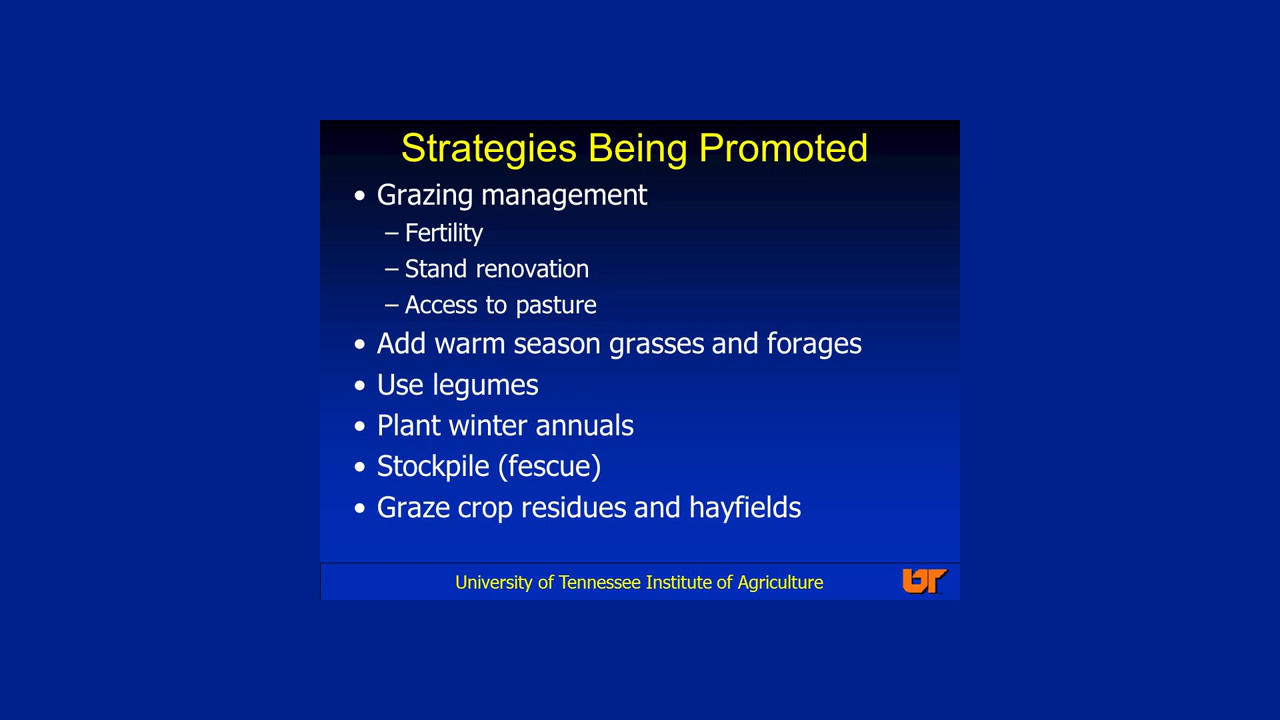 Strategies Being Promoted
• Grazing management
– Fertility
– Stand renovation
– Access to pasture
• Add warm season grasses and forages
• Use legumes
• Plant winter annuals
• Stockpile (fescue)
• Graze crop residues and hayfields
University of Tennessee Institute of Agriculture
UT